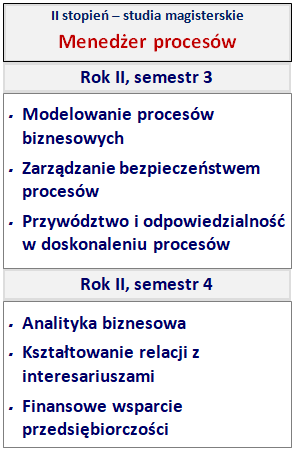 II stopień – studia magisterskie
Menedżer procesów
Rok II, semestr 3
- Modelowanie procesów
biznesowych
- Zarządzanie bezpieczeństwem
procesów
- Przywództwo i odpowiedzialność
w doskonaleniu procesów
Rok II, semestr 4
- Analityka biznesowa
- Kształtowanie relacji z
interesariuszami
- Finansowe wsparcie
przedsiębiorczości